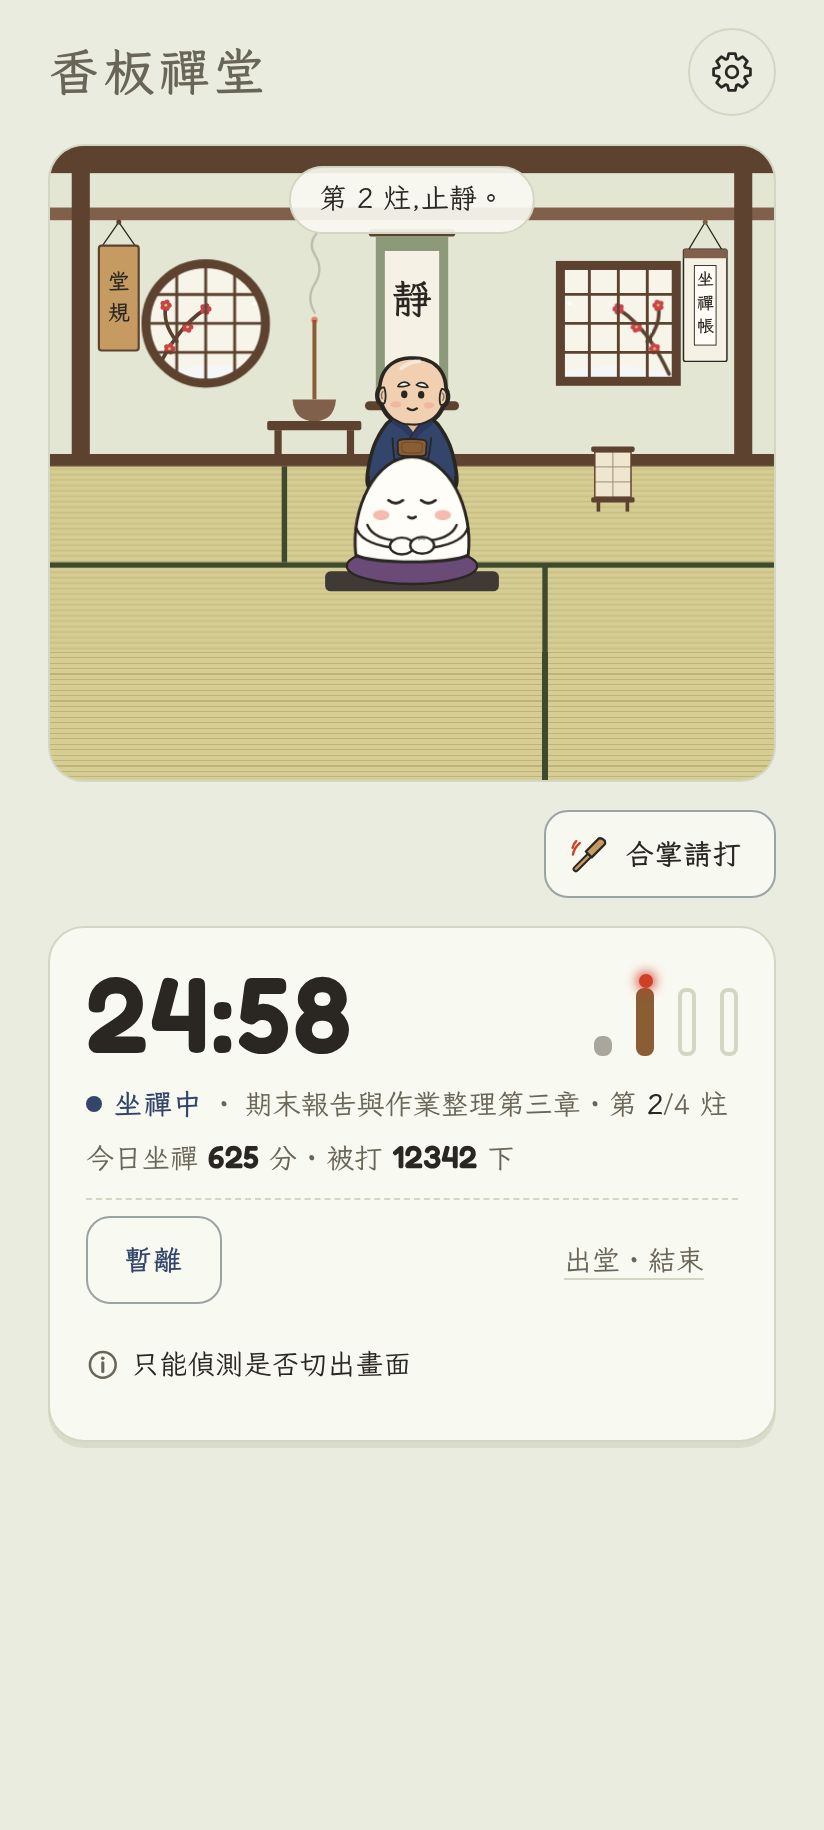 香板禪堂
第 2 炷,止靜。
堂規
靜
坐禪帳
合掌請打
24:58
坐禪中 · 期末報告與作業整理第三章·第 2/4 炷
今日坐禪 625 分·被打 12342 下
暫離
出堂·結束
只能偵測是否切出畫面